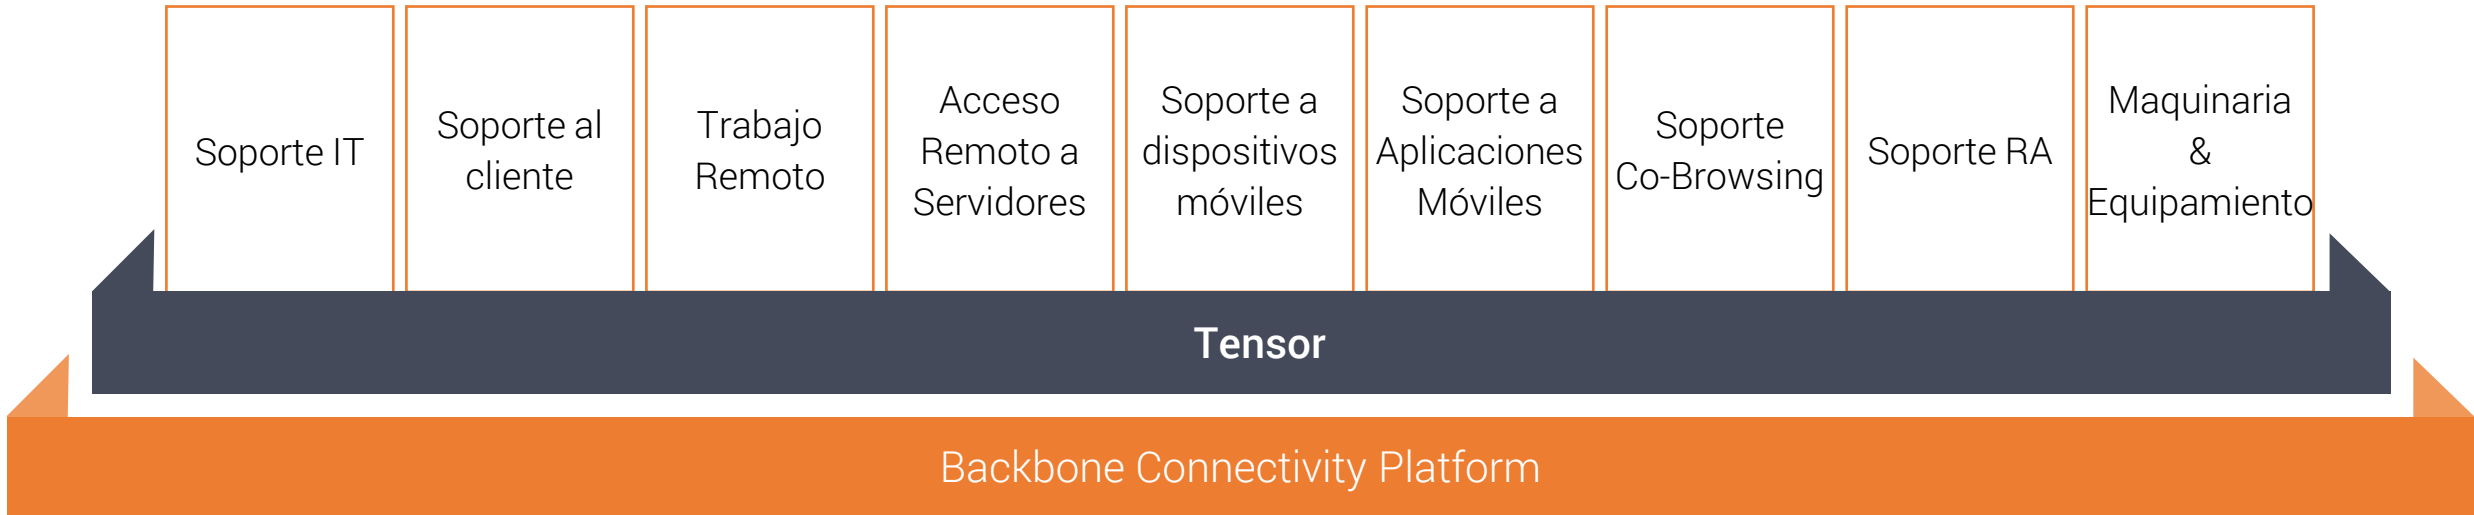 Soporte IT
Soporte al
cliente
Trabajo
Remoto
Acceso
Remoto a
Servidores
Soporte a
dispositivos
móviles
Soporte a
Aplicaciones
Móviles
Soporte
Co-Browsing
Soporte RA
Maquinaria
&
Equipamiento
Tensor
Backbone Connectivity Platform